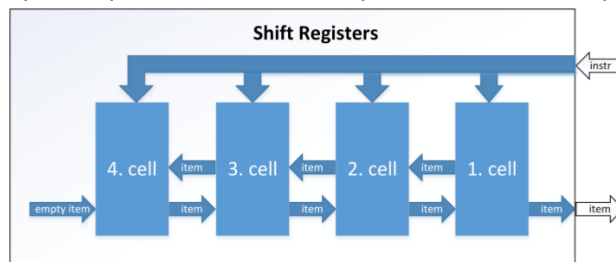 Shift Registers
instr
4. cell
item
3. cell
item
2. cell
item
1. cell
empty item
item
item
item
item
item